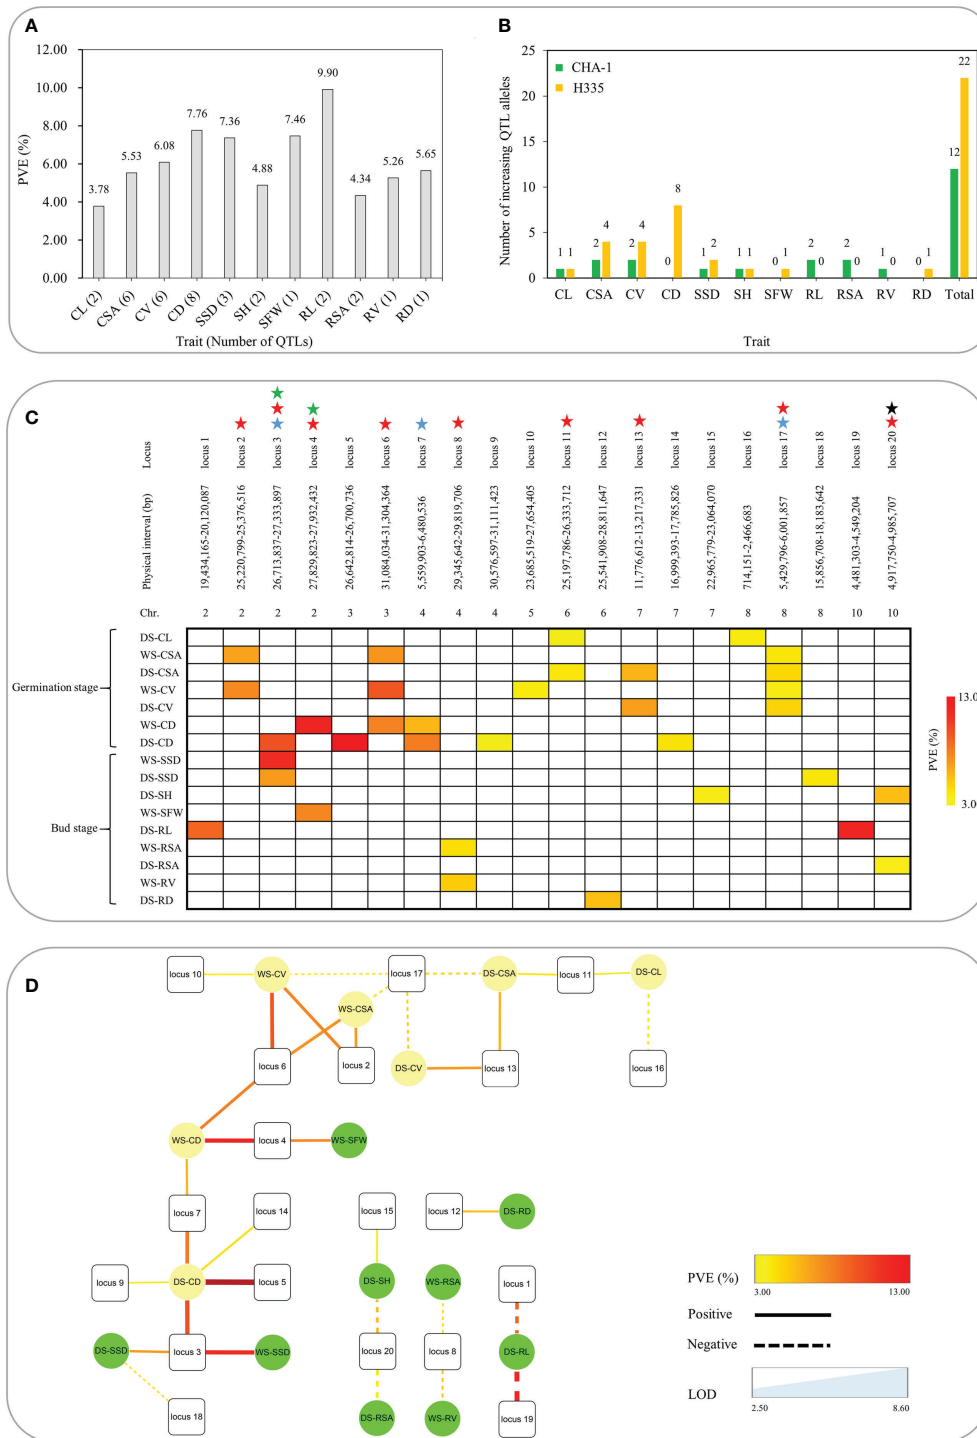 A
12.00
10.00
8.00
6.00
4.00
2.00
0.00
PVE (%)
3.78
5.53
6.08
7.76
7.36
4.88
7.46
9.90
4.34
5.26
5.65
CL (2)
CSA (6)
CV (6)
CD (8)
SSD (3)
SH (2)
SFW (1)
RL (2)
RSA (2)
RV (1)
RD (1)
Trait (Number of QTLs)
B
25
20
15
10
5
0
Number of increasing QTL alleles
CHA-1
H335
1 1
2 4
2 4
0 8
1 2
1 1
0 1
2 0
2 0
1 0
0 1
12 22
CL CSA CV CD SSD SH SFW RL RSA RV RD Total
Trait
C
Locus
locus 1
locus 2
locus 3
locus 4
locus 5
locus 6
locus 7
locus 8
locus 9
locus 10
locus 11
locus 12
locus 13
locus 14
locus 15
locus 16
locus 17
locus 18
locus 19
locus 20
Physical interval (bp)
19,434,165-20,120,087
25,220,799-25,376,516
26,713,837-27,333,897
27,829,823-27,932,432
26,642,814-26,700,736
31,084,034-31,304,364
5,559,903-6,480,536
29,345,642-29,819,706
30,576,597-31,111,423
23,685,519-27,654,405
25,197,786-26,333,712
25,541,908-28,811,647
11,776,612-13,217,331
16,999,393-17,785,826
22,965,779-23,064,070
714,151-2,466,683
5,429,796-6,001,857
15,856,708-18,183,642
4,481,303-4,549,204
4,917,750-4,985,707
Chr. 2 2 2 2 3 3 4 4 4 5 6 6 7 7 7 8 8 8 10 10
Germination stage
DS-CL
WS-CSA
DS-CSA
WS-CV
DS-CV
WS-CD
DS-CD
Bud stage
WS-SSD
DS-SSD
DS-SH
WS-SFW
DS-RL
WS-RSA
DS-RSA
WS-RV
DS-RD
13.0
PVE (%)
3.00
D
locus 10
WS-CV
locus 17
DS-CSA
locus 11
DS-CL
WS-CSA
locus 6
locus 2
DS-CV
locus 13
locus 16
WS-CD
locus 4
WS-SFW
locus 7
locus 14
locus 15
locus 12
DS-RD
locus 9
DS-CD
locus 5
DS-SH
WS-RSA
locus 1
DS-SSD
locus 3
WS-SSD
locus 20
locus 8
DS-RL
locus 18
DS-RSA
WS-RV
locus 19
PVE (%)
3.00 13.00
Positive
Negative
LOD
2.50 8.60